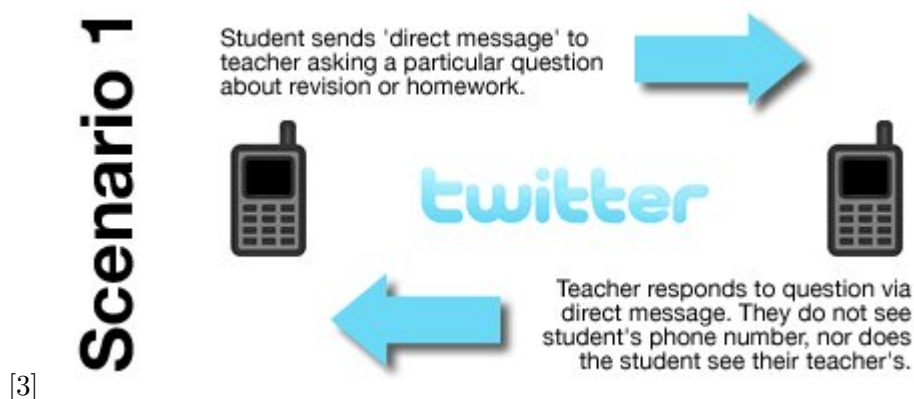 Scenario 1
Student sends 'direct message' to
teacher asking a particular question
about revision or homework.
twitter
Teacher responds to question via
direct message. They do not see
student's phone number, nor does
the student see their teacher's.
[3]